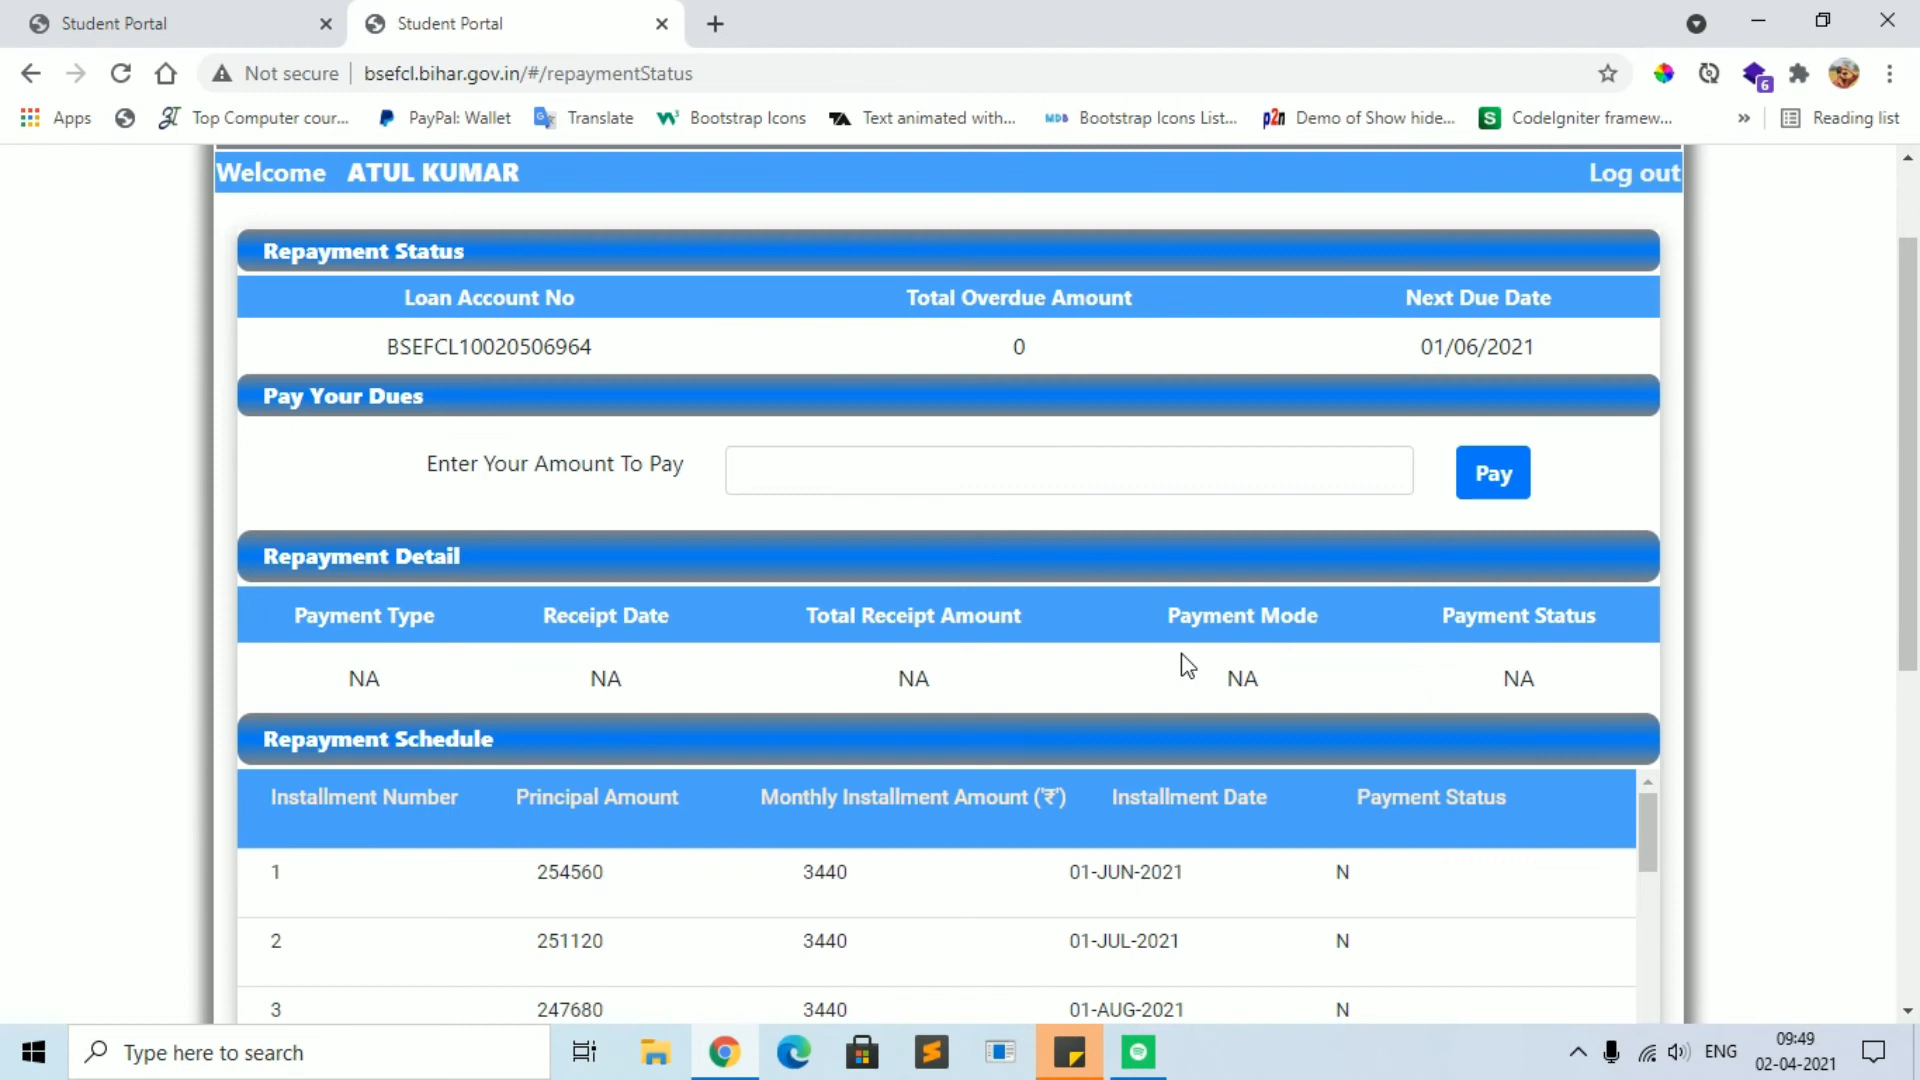 Student Portal
Student Portal
Not secure
bsefcl.bihar.gov.in/#/repaymentStatus
6
Apps
Top Computer cour...
PayPal: Wallet
Translate
Bootstrap Icons
Text animated with...
MDB Bootstrap Icons List...
p2n Demo of Show hide...
S CodeIgniter framew...
»
Reading list
Welcome ATUL KUMAR
Log out
Repayment Status
Loan Account No Total Overdue Amount Next Due Date
BSEFCL10020506964 0 01/06/2021
Pay Your Dues
Enter Your Amount To Pay
Pay
Repayment Detail
Payment Type Receipt Date Total Receipt Amount Payment Mode Payment Status
NA NA NA NA NA
Repayment Schedule
Installment Number Principal Amount Monthly Installment Amount ('₹') Installment Date Payment Status
1 254560 3440 01-JUN-2021 N
2 251120 3440 01-JUL-2021 N
3 247680 3440 01-AUG-2021 N
Type here to search
ENG
09:49
02-04-2021